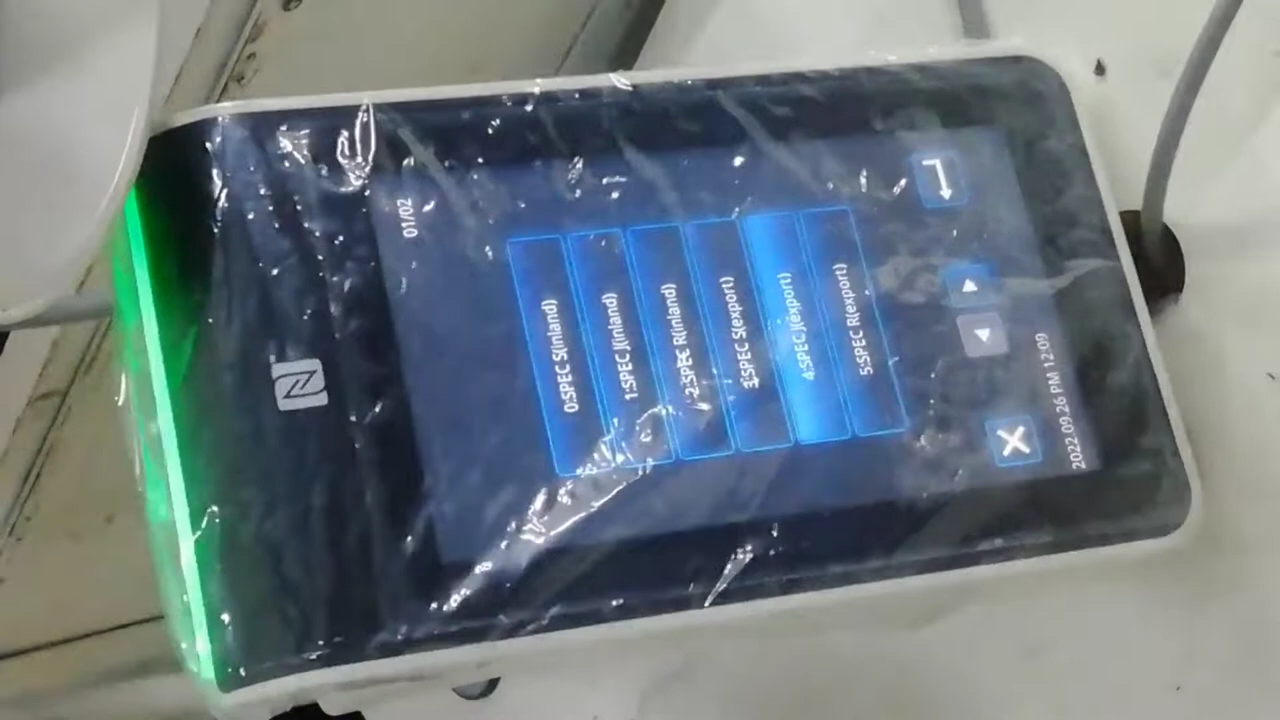 01/02
0:SPEC S(inland)
1:SPEC J(inland)
2:SPEC R(inland)
3:SPEC S(export)
4:SPEC J(export)
5:SPEC R(export)
2022.09.26 PM 12:09